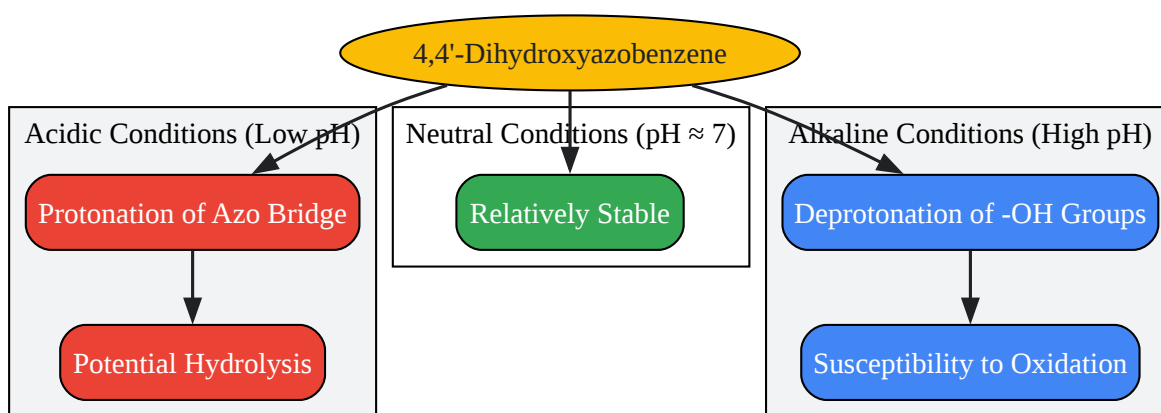 4,4'-Dihydroxyazobenzene
Acidic Conditions (Low pH)
Neutral Conditions (pH ≈ 7)
Alkaline Conditions (High pH)
Protonation of Azo Bridge
Relatively Stable
Deprotonation of -OH Groups
Potential Hydrolysis
Susceptibility to Oxidation